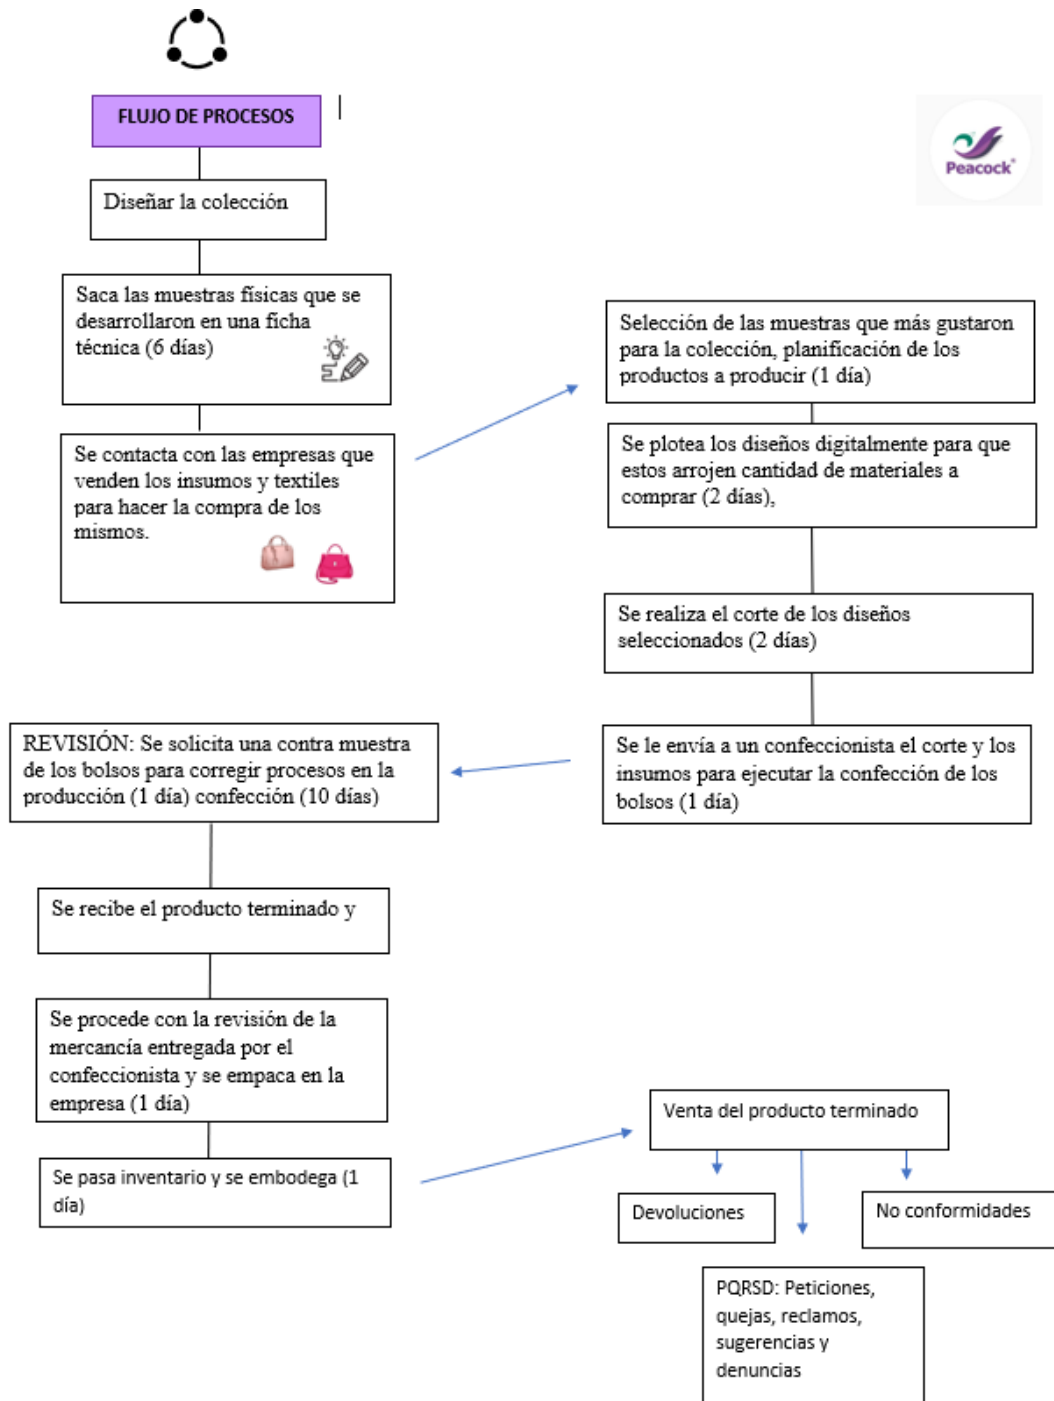 FLUJO DE PROCESOS
Peacock
Diseñar la colección
Saca las muestras físicas que se
desarrollaron en una ficha
técnica (6 días)
Se contacta con las empresas que
venden los insumos y textiles
para hacer la compra de los
mismos.
Selección de las muestras que más gustaron
para la colección, planificación de los
productos a producir (1 día)
Se plotea los diseños digitalmente para que
estos arrojen cantidad de materiales a
comprar (2 días),
Se realiza el corte de los diseños
seleccionados (2 días)
Se le envía a un confeccionista el corte y los
insumos para ejecutar la confección de los
bolsos (1 día)
REVISIÓN: Se solicita una contra muestra
de los bolsos para corregir procesos en la
producción (1 día) confección (10 días)
Se recibe el producto terminado y
Se procede con la revisión de la
mercancía entregada por el
confeccionista y se empaca en la
empresa (1 día)
Se pasa inventario y se embodega (1
día)
Venta del producto terminado
Devoluciones
No conformidades
PQRSD: Peticiones,
quejas, reclamos,
sugerencias y
denuncias